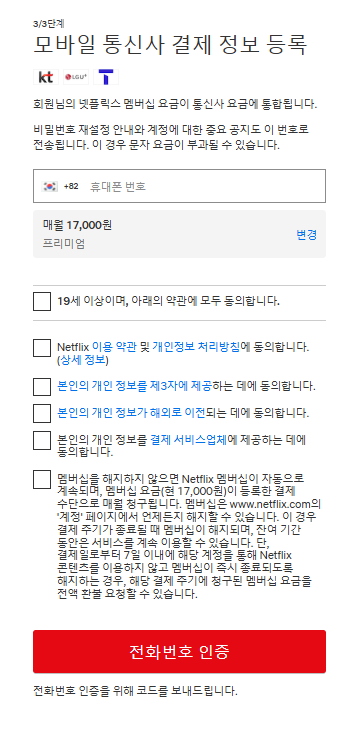 3/3단계
모바일 통신사 결제 정보 등록
kt LG U+ T
회원님의 넷플릭스 멤버십 요금이 통신사 요금에 통합됩니다.
비밀번호 재설정 안내와 계정에 대한 중요 공지도 이 번호로
전송됩니다. 이 경우 문자 요금이 부과될 수 있습니다.
+82 휴대폰 번호
매월 17,000원
프리미엄
변경
19세 이상이며, 아래의 약관에 모두 동의합니다.
Netflix 이용 약관 및 개인정보 처리방침에 동의합니다.
(상세 정보)
본인의 개인 정보를 제3자에 제공하는 데에 동의합니다.
본인의 개인 정보가 해외로 이전되는 데에 동의합니다.
본인의 개인 정보를 결제 서비스업체에 제공하는 데에
동의합니다.
멤버십을 해지하지 않으면 Netflix 멤버십이 자동으로
계속되며, 멤버십 요금(현 17,000원)이 등록한 결제
수단으로 매월 청구됩니다. 멤버십은 www.netflix.com의
'계정' 페이지에서 언제든지 해지할 수 있습니다. 이 경우
결제 주기가 종료될 때 멤버십이 해지되며, 잔여 기간
동안은 서비스를 계속 이용할 수 있습니다. 단,
결제일로부터 7일 이내에 해당 계정을 통해 Netflix
콘텐츠를 이용하지 않고 멤버십이 즉시 종료되도록
해지하는 경우, 해당 결제 주기에 청구된 멤버십 요금을
전액 환불 요청할 수 있습니다.
전화번호 인증
전화번호 인증을 위해 코드를 보내드립니다.